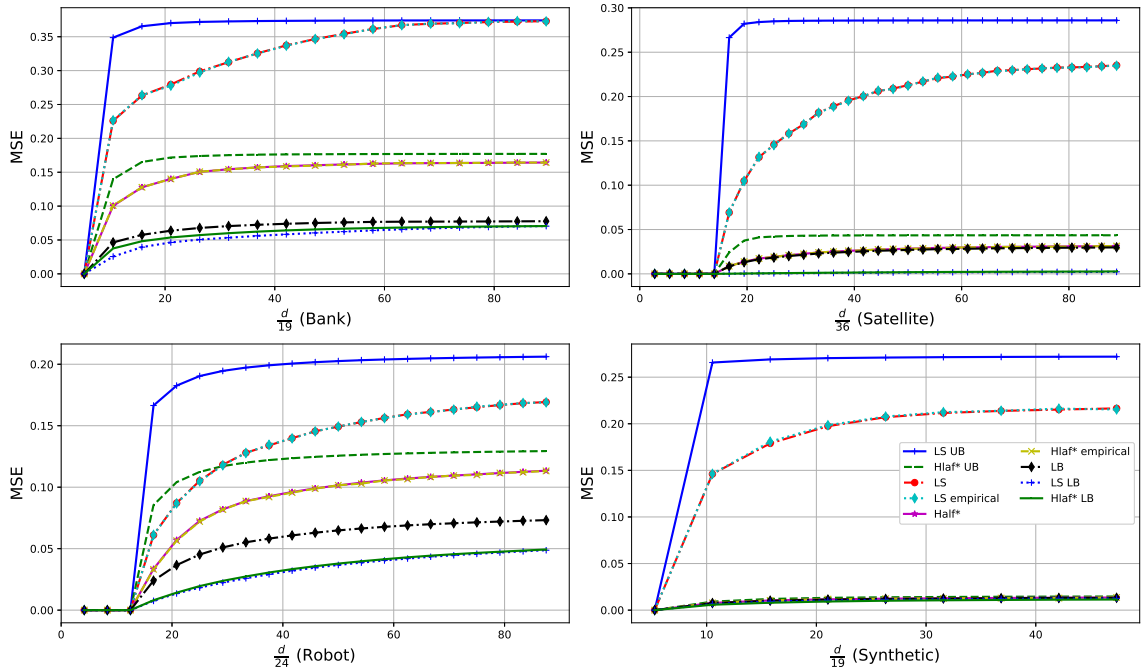 0.35
0.30
0.25
0.20
0.15
0.10
0.05
0.00
MSE
20
40
60
80
d/19 (Bank)
0.30
0.25
0.20
0.15
0.10
0.05
0.00
MSE
0
20
40
60
80
d/36 (Satellite)
0.20
0.15
0.10
0.05
0.00
MSE
0
20
40
60
80
d/24 (Robot)
0.25
0.20
0.15
0.10
0.05
0.00
MSE
10
20
30
40
d/19 (Synthetic)
LS UB
Hlaf* UB
LS
LS empirical
Half*
Hlaf* empirical
LB
LS LB
Hlaf* LB